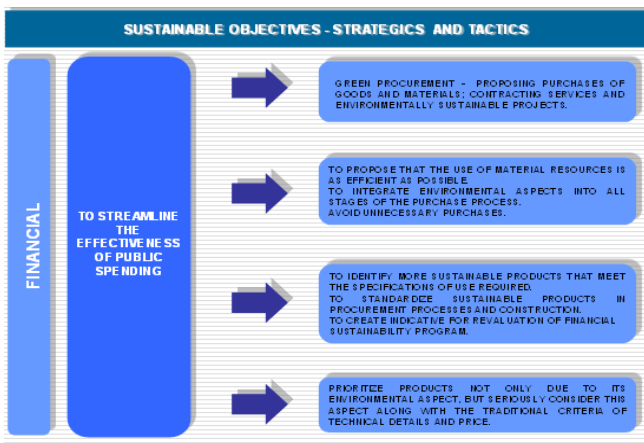 SUSTAINABLE OBJECTIVES - STRATEGICS AND TACTICS
FINANCIAL
TO STREAMLINE
THE
EFFECTIVENESS
OF PUBLIC
SPENDING
GREEN PROCUREMENT - PROPOSING PURCHASES OF
GOODS AND MATERIALS; CONTRACTING SERVICES AND
ENVIRONMENTALLY SUSTAINABLE PROJECTS.
TO PROPOSE THAT THE USE OF MATERIAL RESOURCES IS
AS EFFICIENT AS POSSIBLE.
TO INTEGRATE ENVIRONMENTAL ASPECTS INTO ALL
STAGES OF THE PURCHASE PROCESS.
AVOID UNNECESSARY PURCHASES.
TO IDENTIFY MORE SUSTAINABLE PRODUCTS THAT MEET
THE SPECIFICATIONS OF USE REQUIRED.
TO STANDARDIZE SUSTAINABLE PRODUCTS IN
PROCUREMENT PROCESSES AND CONSTRUCTION.
TO CREATE INDICATIVE FOR REVALUATION OF FINANCIAL
SUSTAINABILITY PROGRAM.
PRIORITIZE PRODUCTS NOT ONLY DUE TO ITS
ENVIRONMENTAL ASPECT, BUT SERIOUSLY CONSIDER THIS
ASPECT ALONG WITH THE TRADITIONAL CRITERIA OF
TECHNICAL DETAILS AND PRICE.